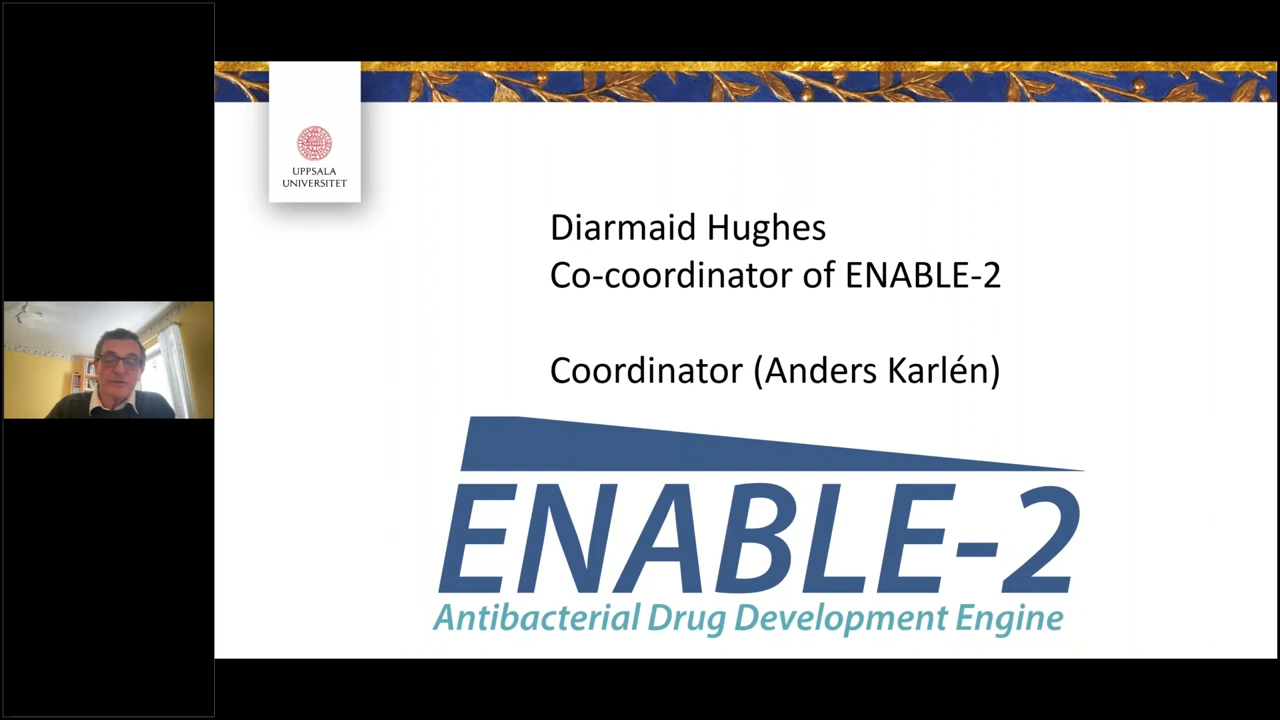 UPPSALA
UNIVERSITET
Diarmaid Hughes
Co-coordinator of ENABLE-2
Coordinator (Anders Karlén)
ENABLE-2
Antibacterial Drug Development Engine